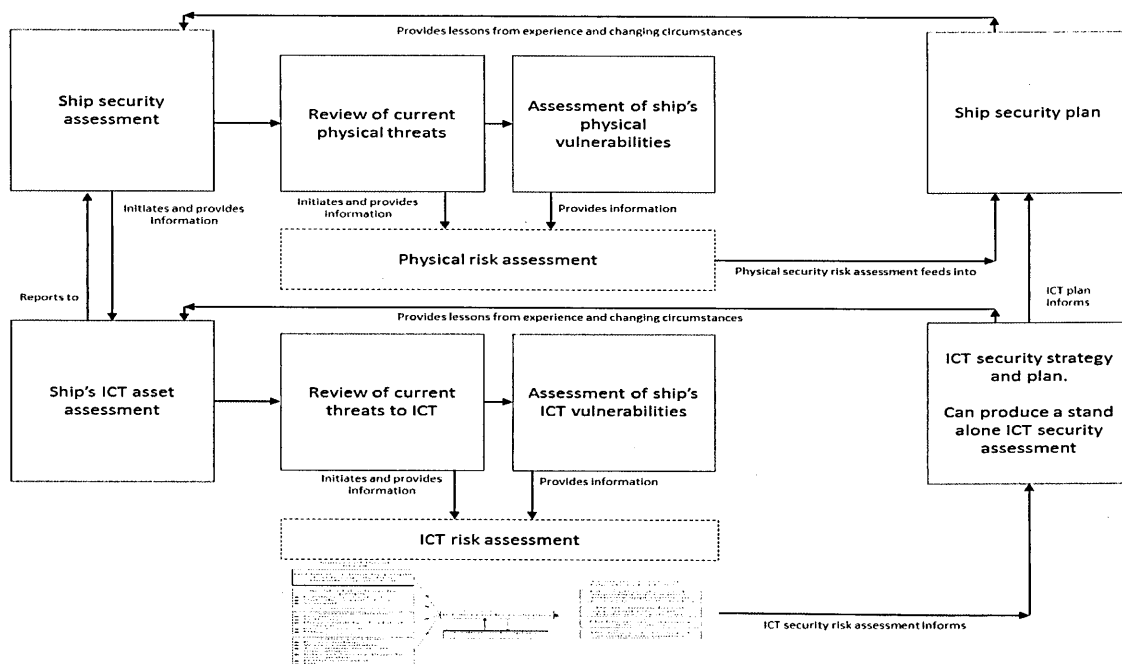 Provides lessons from experience and changing circumstances
Ship security
assessment
Review of current
physical threats
Assessment of ship's
physical
vulnerabilities
Ship security plan
Initiates and provides
information
Initiates and provides
information
Provides information
Physical risk assessment
Physical security risk assessment feeds into
Reports to
ICT plan
informs
Provides lessons from experience and changing circumstances
Ship's ICT asset
assessment
Review of current
threats to ICT
Assessment of ship's
ICT vulnerabilities
ICT security strategy
and plan.
Can produce a stand
alone ICT security
assessment
Initiates and provides
information
Provides information
ICT risk assessment
ICT security risk assessment informs